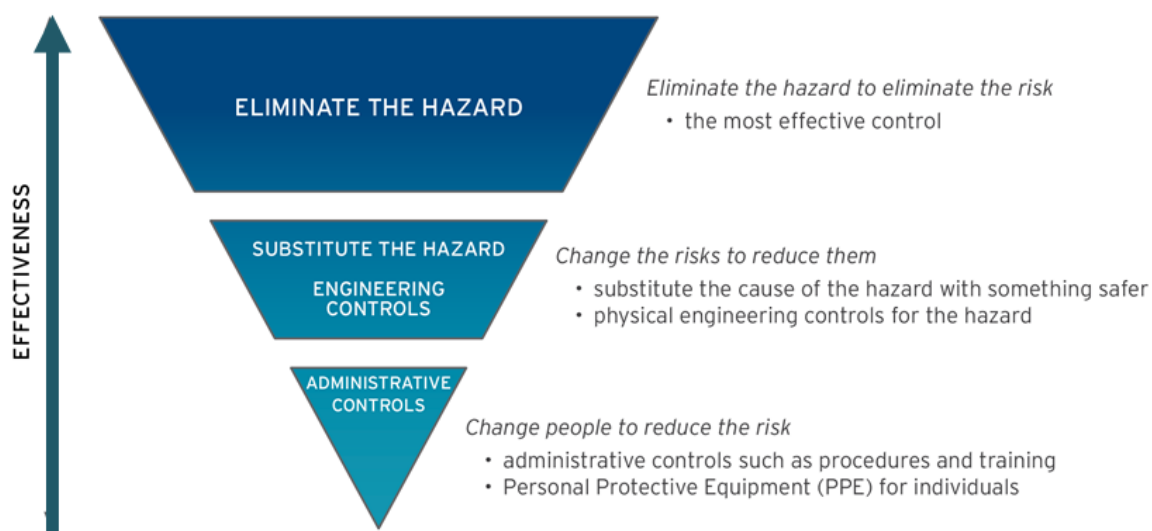 EFFECTIVENESS
ELIMINATE THE HAZARD
Eliminate the hazard to eliminate the risk
• the most effective control
SUBSTITUTE THE HAZARD
ENGINEERING
CONTROLS
Change the risks to reduce them
• substitute the cause of the hazard with something safer
• physical engineering controls for the hazard
ADMINISTRATIVE
CONTROLS
Change people to reduce the risk
• administrative controls such as procedures and training
• Personal Protective Equipment (PPE) for individuals